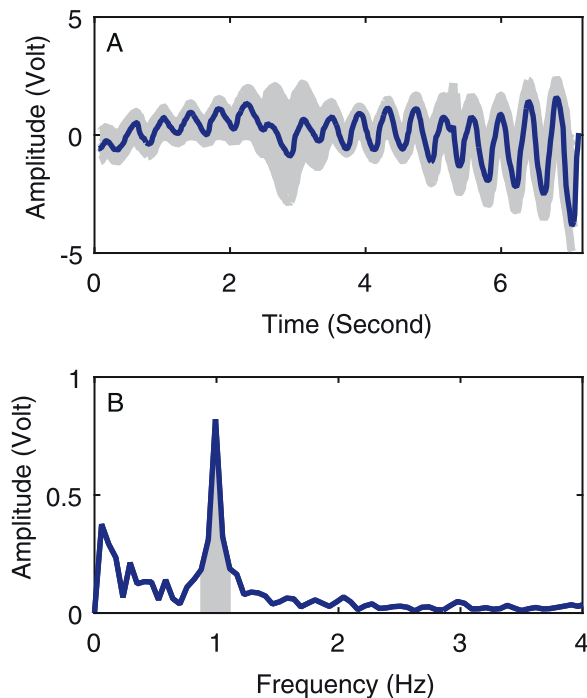 A
Amplitude (Volt)
5
0
-5
0 2 4 6
Time (Second)
B
Amplitude (Volt)
1
0.5
0
0 1 2 3 4
Frequency (Hz)